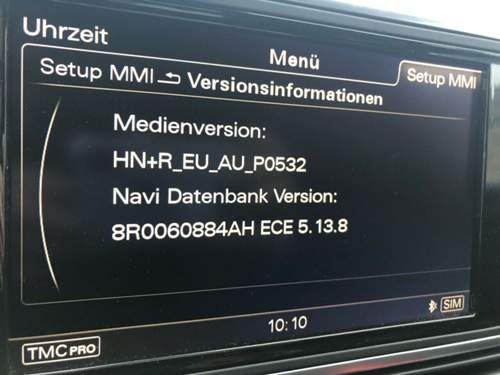 Uhrzeit
Menü
Setup MMI Versionsinformationen
Setup MMI
Medienversion:
HN+R_EU_AU_P0532
Navi Datenbank Version:
8R0060884AH ECE 5.13.8
SIM
10:10
TMC PRO